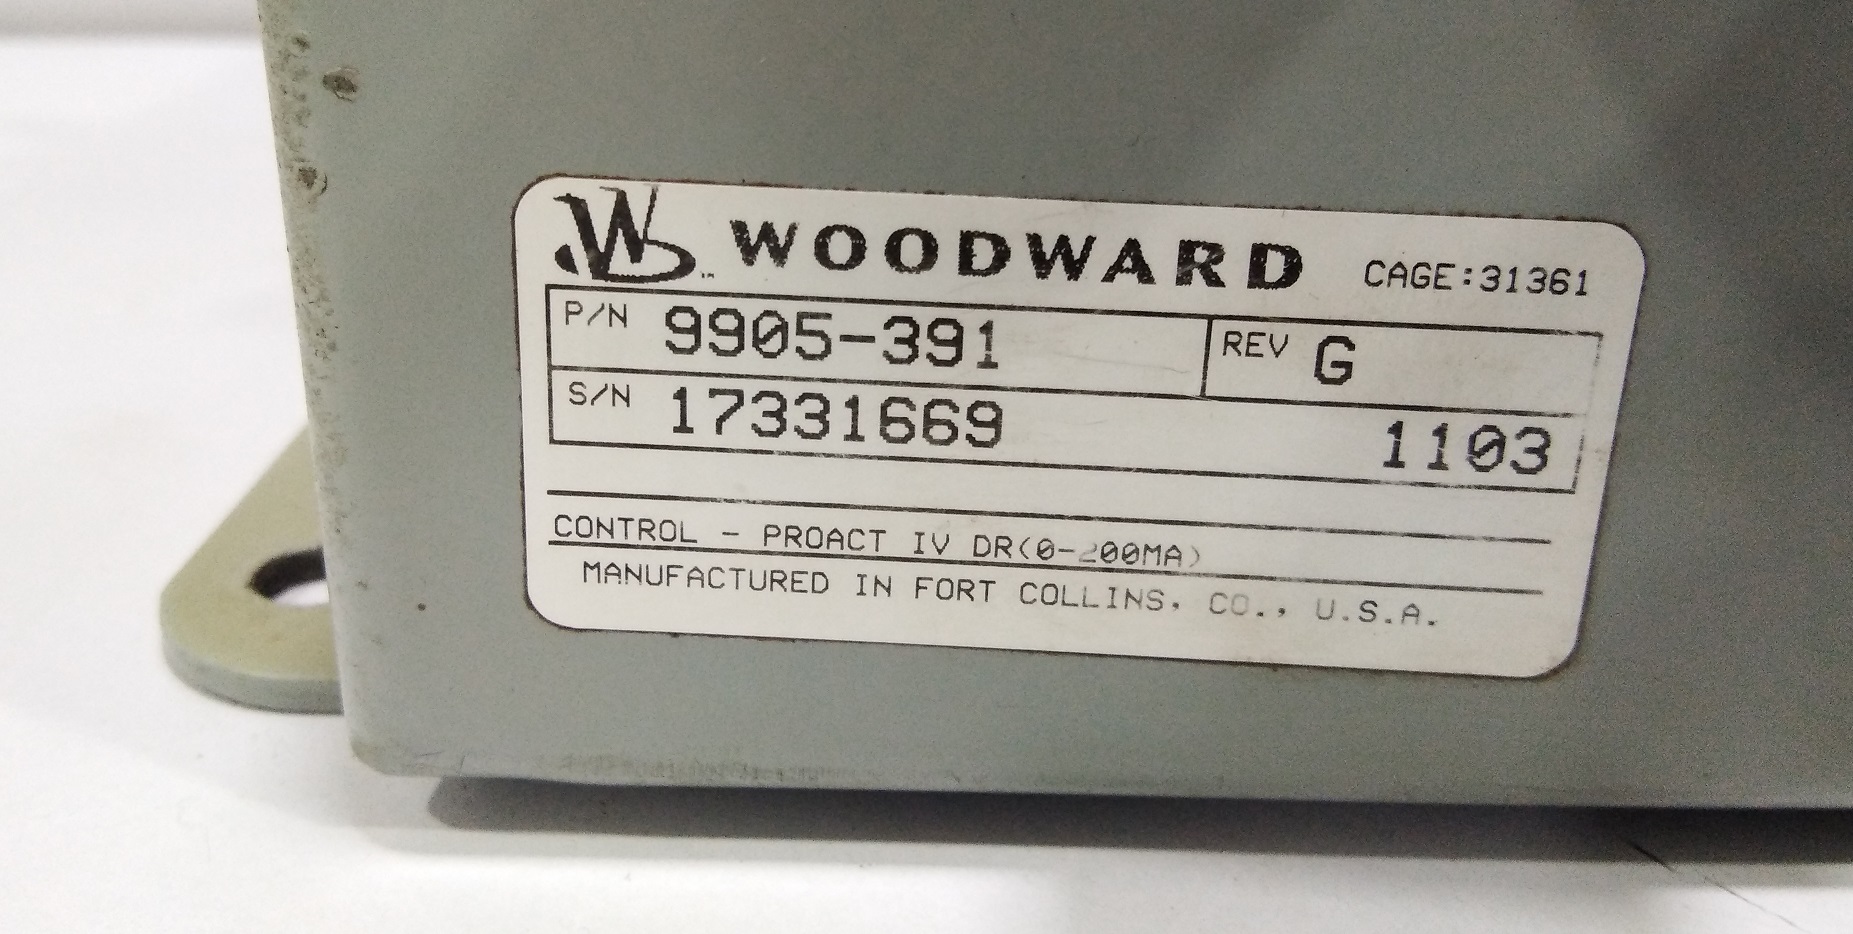 WOODWARD CAGE:31361
P/N 9905-391 REV G
S/N 17331669 1103
CONTROL - PROACT IV DR(0-200MA)
MANUFACTURED IN FORT COLLINS, CO., U.S.A.